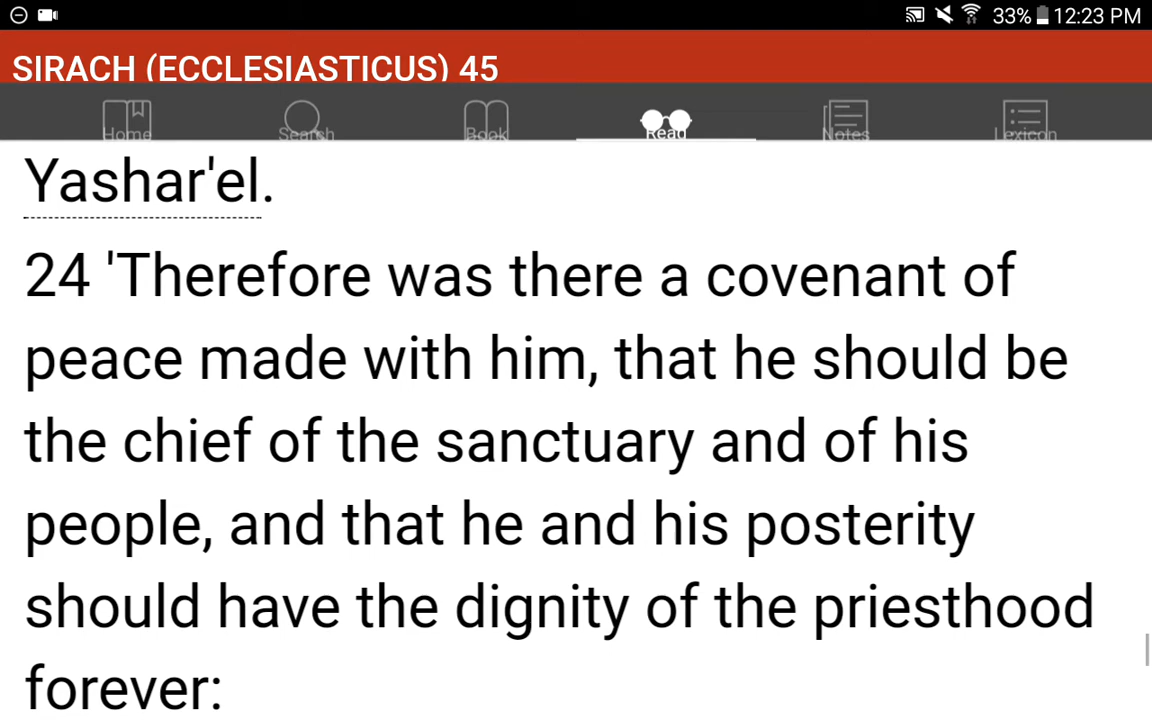 33% 12:23 PM
SIRACH (ECCLESIASTICUS) 45
Home Search Book Read Notes Lexicon
Yashar'el.
24 'Therefore was there a covenant of
peace made with him, that he should be
the chief of the sanctuary and of his
people, and that he and his posterity
should have the dignity of the priesthood
forever: